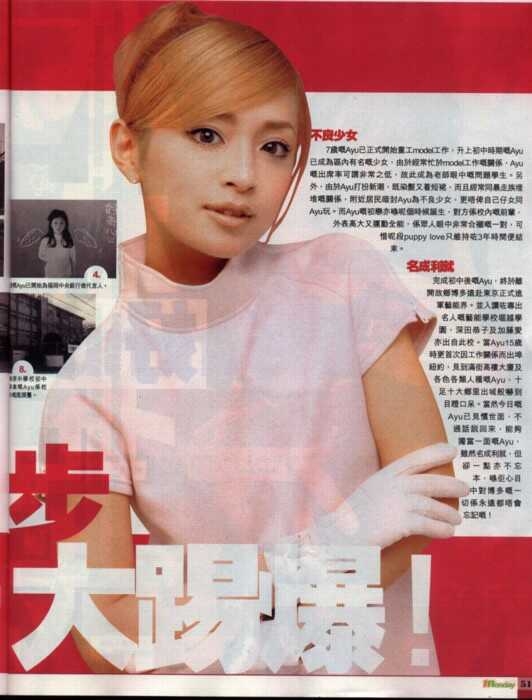 不良少女
7歲嘅Ayu已正式開始童工model工作，升上初中時期嘅Ayu
已成為區內有名嘅少女，由於經常忙於model工作嘅關係，Ayu
嘅出席率可謂非常之低，故此成為老師眼中嘅問題學生。另
外，由於Ayu打扮新潮，既染髮又着短裙，而且經常同暴走族維
堆嘅關係，附近居民暗封Ayu為不良少女，更唔俾自己仔女同
Ayu玩。而Ayu嘅初戀亦喺呢個時候誕生，對方係校內嘅前輩，
外表高大又運動全能，係眾人眼中非常合襯嘅一對，可
惜呢段puppy love只維持咗3年時間便結
束。
名成利就
完成初中後嘅Ayu，終於離
開故鄉博多遠赴東京正式進
軍藝能界。並入讀咗專出
名人嘅藝能學校堀越學
園，深田恭子及加藤愛
亦出自此校。當Ayu15歲
時更首次因工作關係而出埠
紐約，見到滿街高樓大廈及
各色各類人種嘅Ayu，十
足十大鄉里出城般嚇到
目瞪口呆。當然今日嘅
Ayu已見慣世面，不
過話說回來，能夠
獨當一面嘅Ayu，
雖然名成利就，但
卻一點亦不忘
本，喺佢心目
中對博多嘅一
切係永遠都唔會
忘記嘅！
4.
Ayu已開始為福岡中央銀行做代言人。
8.
步
大踢爆！
Monday 51